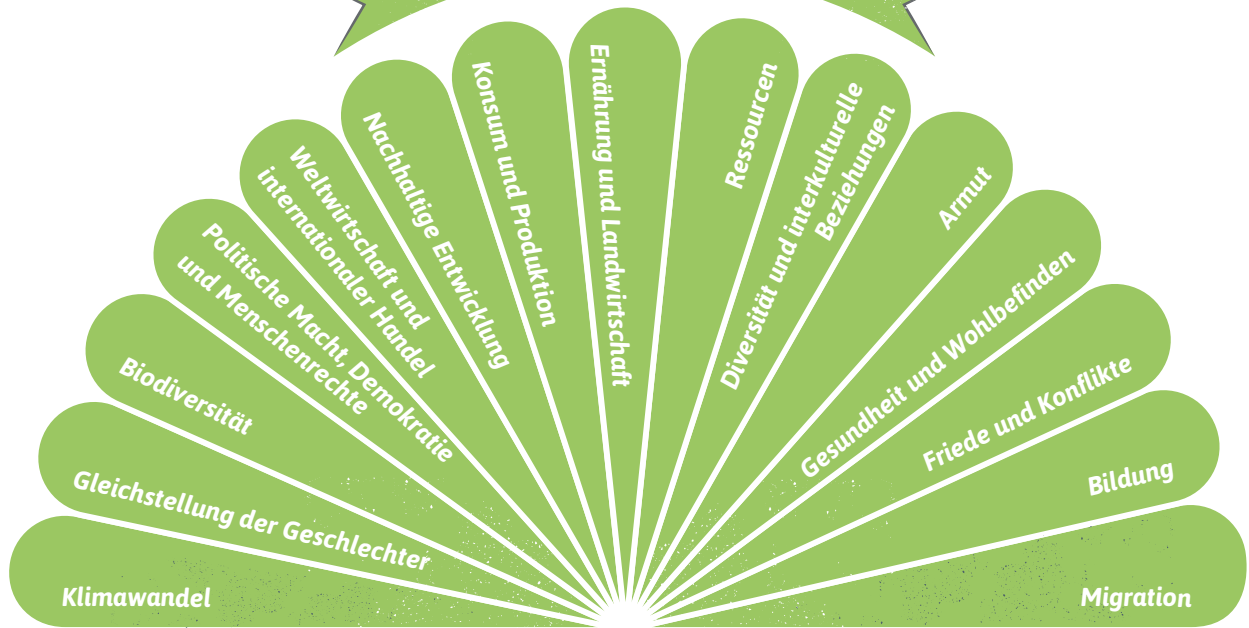 Klimawandel
Gleichstellung der Geschlechter
Biodiversität
Politische Macht, Demokratie
und Menschenrechte
Weltwirtschaft und
internationaler Handel
Nachhaltige Entwicklung
Konsum und Produktion
Ernährung und Landwirtschaft
Ressourcen
Diversität und interkulturelle
Beziehungen
Armut
Gesundheit und Wohlbefinden
Friede und Konflikte
Bildung
Migration